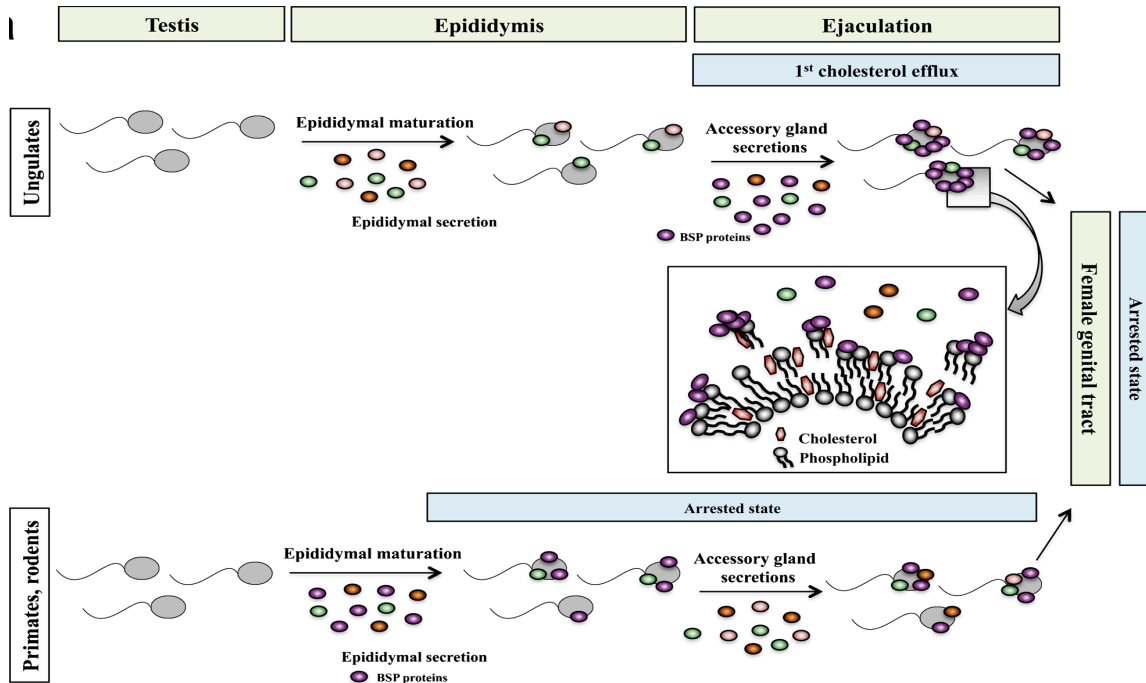 a
Testis
Epididymis
Ejaculation
1st cholesterol efflux
Ungulates
Epididymal maturation
Epididymal secretion
Accessory gland
secretions
BSP proteins
Cholesterol
Phospholipid
Female genital tract
Arrested state
Arrested state
Primates, rodents
Epididymal maturation
Epididymal secretion
BSP proteins
Accessory gland
secretions